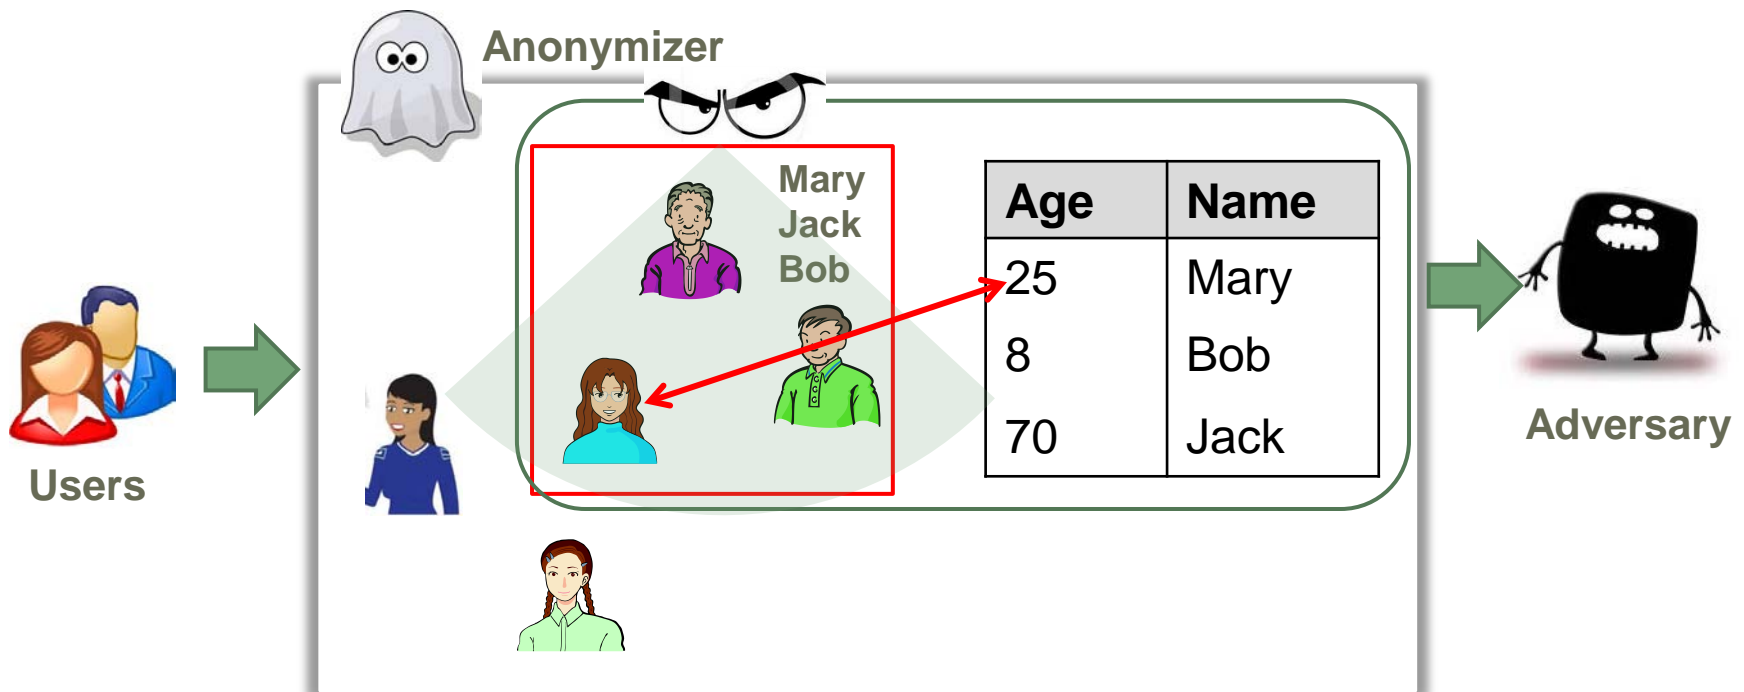 Anonymizer
Mary
Jack
Bob
Age Name
25 Mary
8 Bob
70 Jack
Users
Adversary